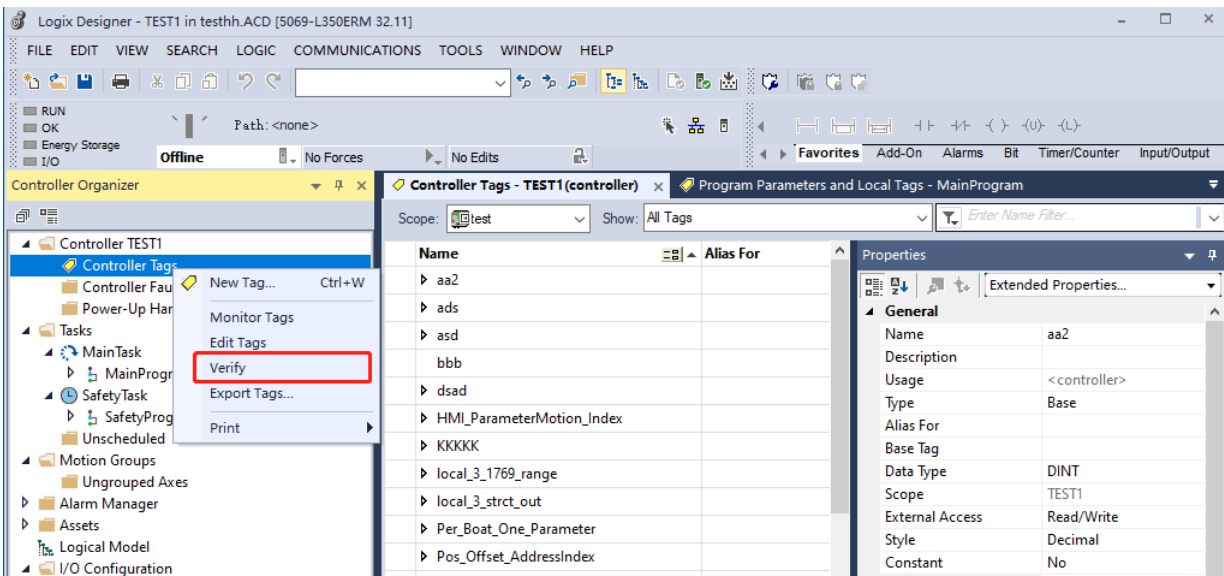 Logix Designer - TEST1 in testhh.ACD [5069-L350ERM 32.11]
FILE EDIT VIEW SEARCH LOGIC COMMUNICATIONS TOOLS WINDOW HELP
RUN
OK
Energy Storage
I/O
Path: <none>
Offline
No Forces
No Edits
Favorites Add-On Alarms Bit Timer/Counter Input/Output
Controller Organizer
Controller TEST1
Controller Tags
Controller Fau
Power-Up Har
Tasks
MainTask
MainProgr
SafetyTask
SafetyProg
Unscheduled
Motion Groups
Ungrouped Axes
Alarm Manager
Assets
Logical Model
I/O Configuration
New Tag... Ctrl+W
Monitor Tags
Edit Tags
Verify
Export Tags...
Print
Controller Tags - TEST1(controller)
Program Parameters and Local Tags - MainProgram
Scope: test Show: All Tags Enter Name Filter...
Name Alias For
aa2
ads
asd
bbb
dsad
HMI_ParameterMotion_Index
KKKKK
local_3_1769_range
local_3_strct_out
Per_Boat_One_Parameter
Pos_Offset_AddressIndex
Properties
Extended Properties...
General
Name aa2
Description
Usage <controller>
Type Base
Alias For
Base Tag
Data Type DINT
Scope TEST1
External Access Read/Write
Style Decimal
Constant No